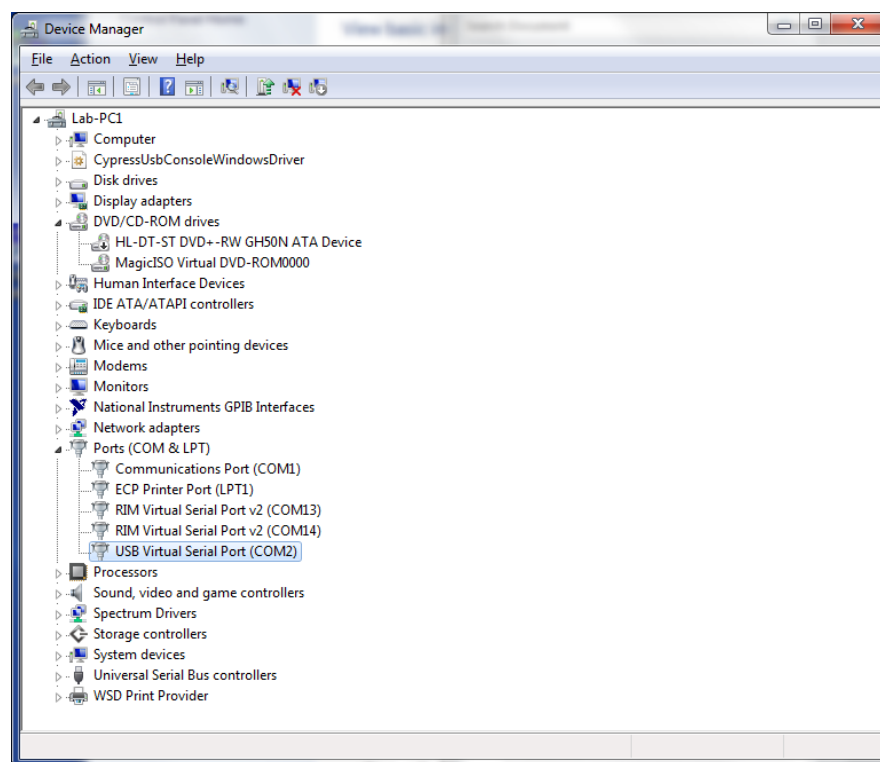 Device Manager
File Action View Help
Lab-PC1
Computer
CypressUsbConsoleWindowsDriver
Disk drives
Display adapters
DVD/CD-ROM drives
HL-DT-ST DVD+-RW GH50N ATA Device
MagicISO Virtual DVD-ROM0000
Human Interface Devices
IDE ATA/ATAPI controllers
Keyboards
Mice and other pointing devices
Modems
Monitors
National Instruments GPIB Interfaces
Network adapters
Ports (COM & LPT)
Communications Port (COM1)
ECP Printer Port (LPT1)
RIM Virtual Serial Port v2 (COM13)
RIM Virtual Serial Port v2 (COM14)
USB Virtual Serial Port (COM2)
Processors
Sound, video and game controllers
Spectrum Drivers
Storage controllers
System devices
Universal Serial Bus controllers
WSD Print Provider